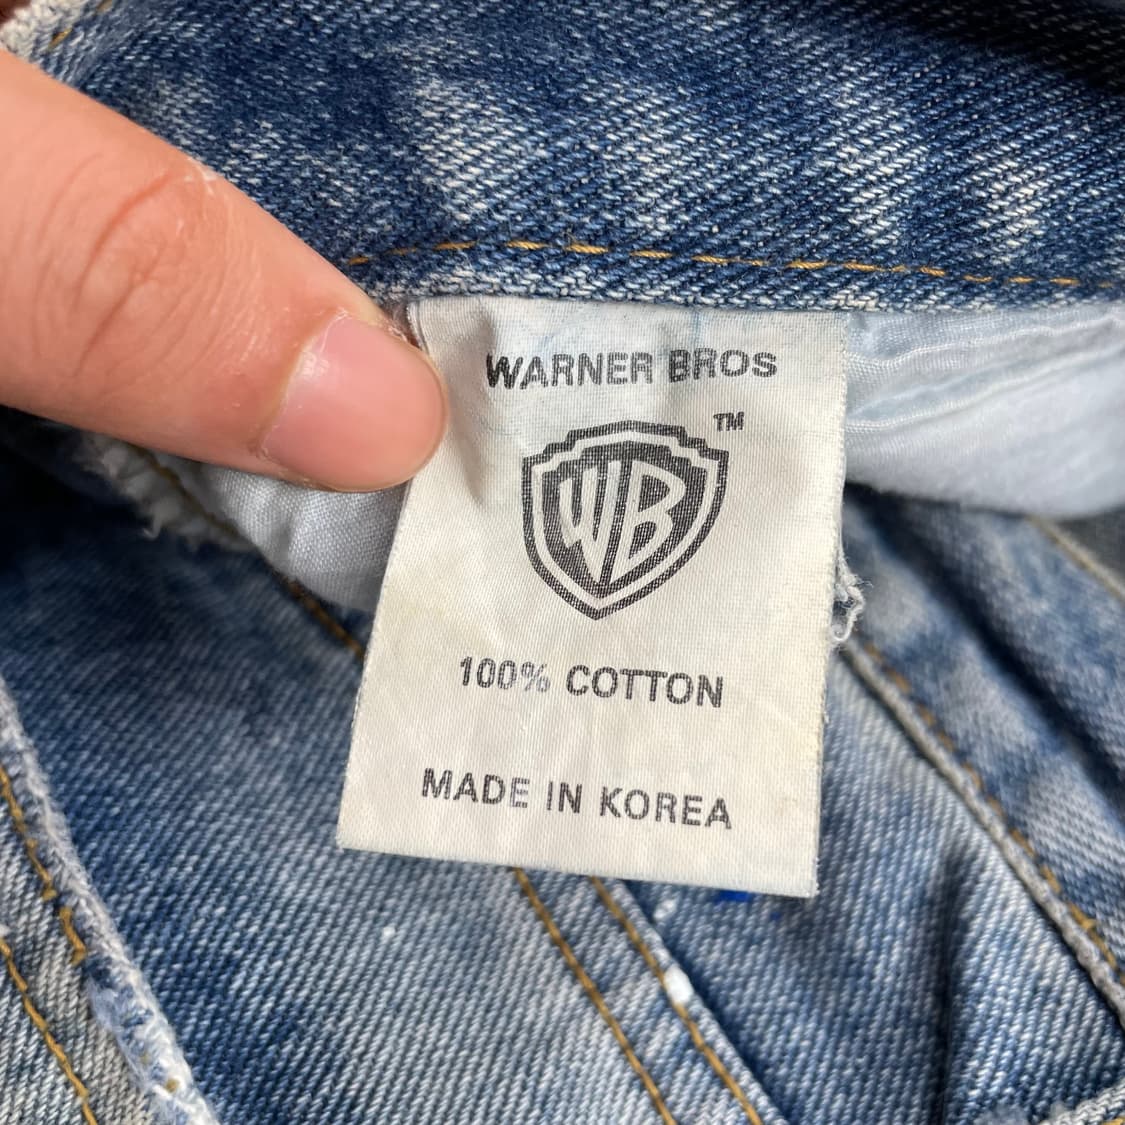 WARNER BROS
TM
WB
100% COTTON
MADE IN KOREA